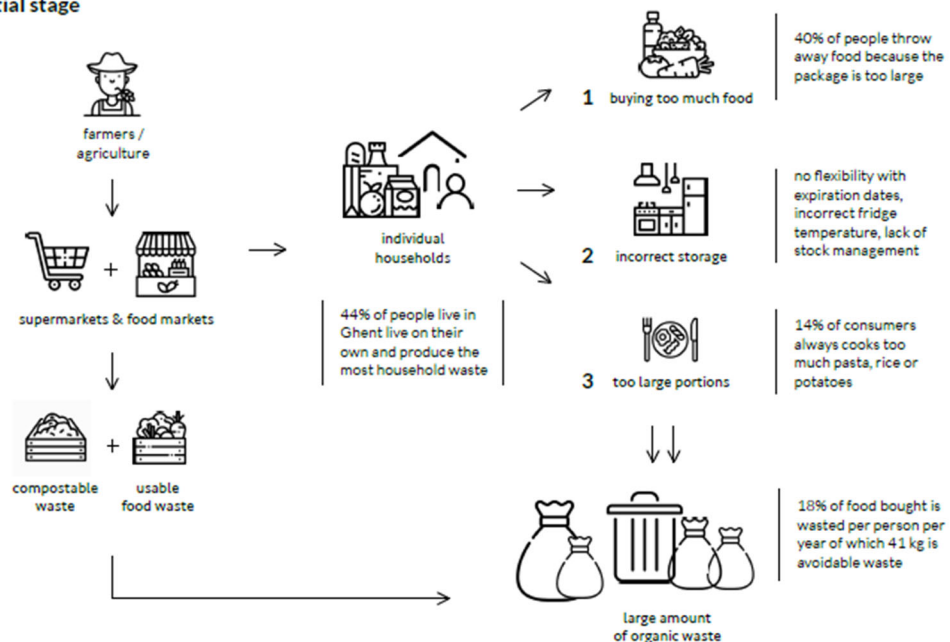 tial stage
farmers /
agriculture
+
supermarkets & food markets
+
compostable
waste
usable
food waste
individual
households
44% of people live in
Ghent live on their
own and produce the
most household waste
1 buying too much food
40% of people throw
away food because the
package is too large
2 incorrect storage
no flexibility with
expiration dates,
incorrect fridge
temperature, lack of
stock management
3 too large portions
14% of consumers
always cooks too
much pasta, rice or
potatoes
18% of food bought is
wasted per person per
year of which 41 kg is
avoidable waste
large amount
of organic waste